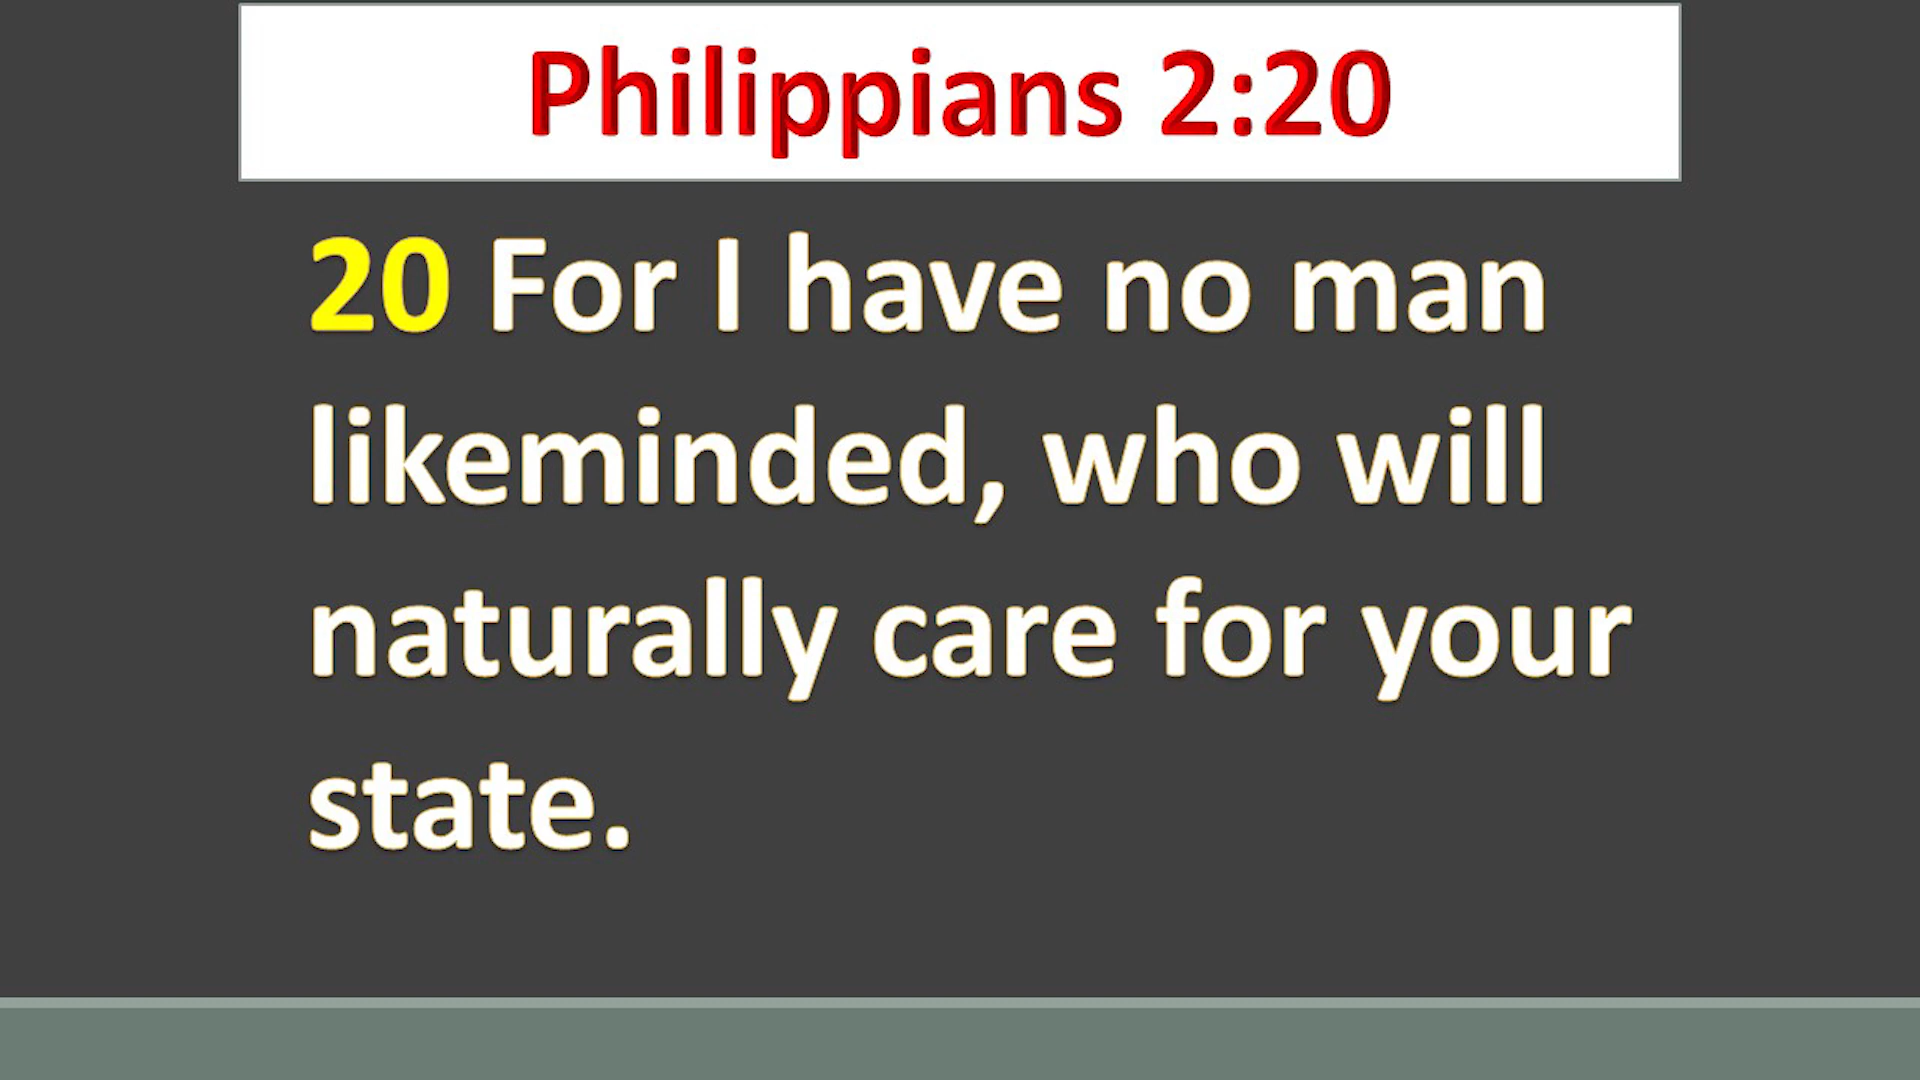 Philippians 2:20
20 For I have no man
likeminded, who will
naturally care for your
state.